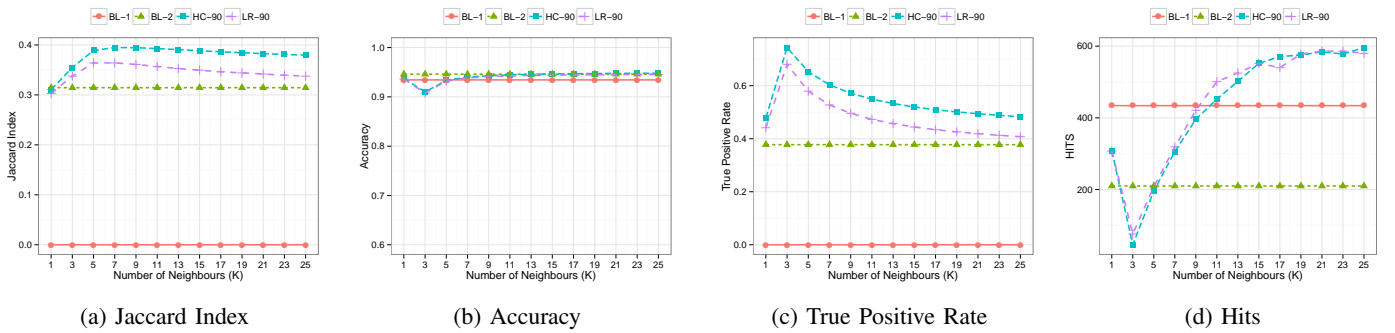 BL−1 BL−2 HC−90 LR−90
0.4
0.3
0.2
0.1
0.0
Jaccard Index
1 3 5 7 9 11 13 15 17 19 21 23 25
Number of Neighbours (K)
(a) Jaccard Index
BL−1 BL−2 HC−90 LR−90
1.0
0.9
0.8
0.7
0.6
Accuracy
1 3 5 7 9 11 13 15 17 19 21 23 25
Number of Neighbours (K)
(b) Accuracy
BL−1 BL−2 HC−90 LR−90
0.6
0.4
0.2
0.0
True Positive Rate
1 3 5 7 9 11 13 15 17 19 21 23 25
Number of Neighbours (K)
(c) True Positive Rate
BL−1 BL−2 HC−90 LR−90
600
400
200
HITS
1 3 5 7 9 11 13 15 17 19 21 23 25
Number of Neighbours (K)
(d) Hits